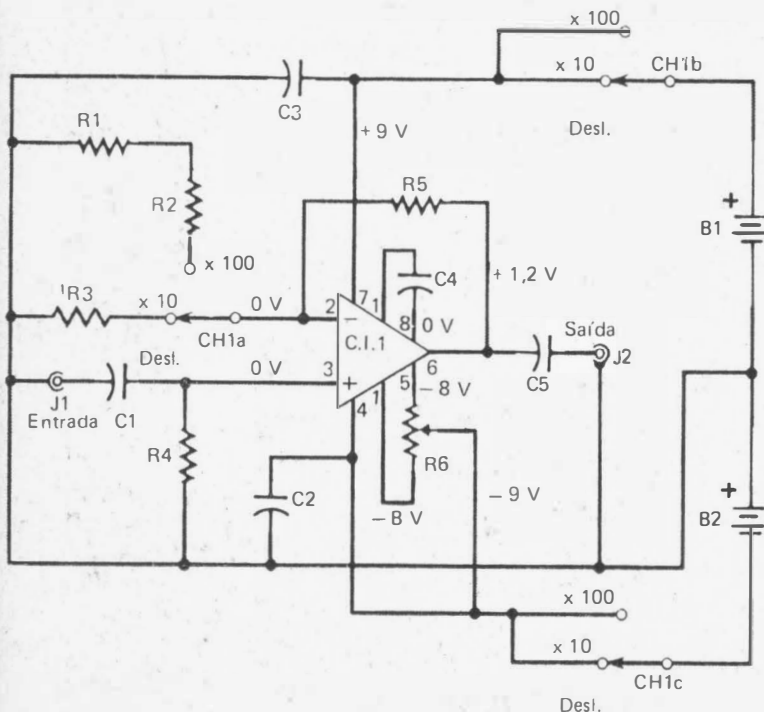 x 100
x 10
CH1b
C3
Desl.
R1
+ 9 V
R5
R2
+
B1
x 100
C4
+ 1,2 V
R3
x 10
0 V
2
7
1
8
0 V
Saída
CH1a
−
C.I.1
J2
Desl.
0 V
3
+
6
5
− 8 V
C5
J1
Entrada
C1
4
1
R4
R6
C2
− 8 V
− 9 V
+
B2
x 100
x 10
CH1c
Desl.